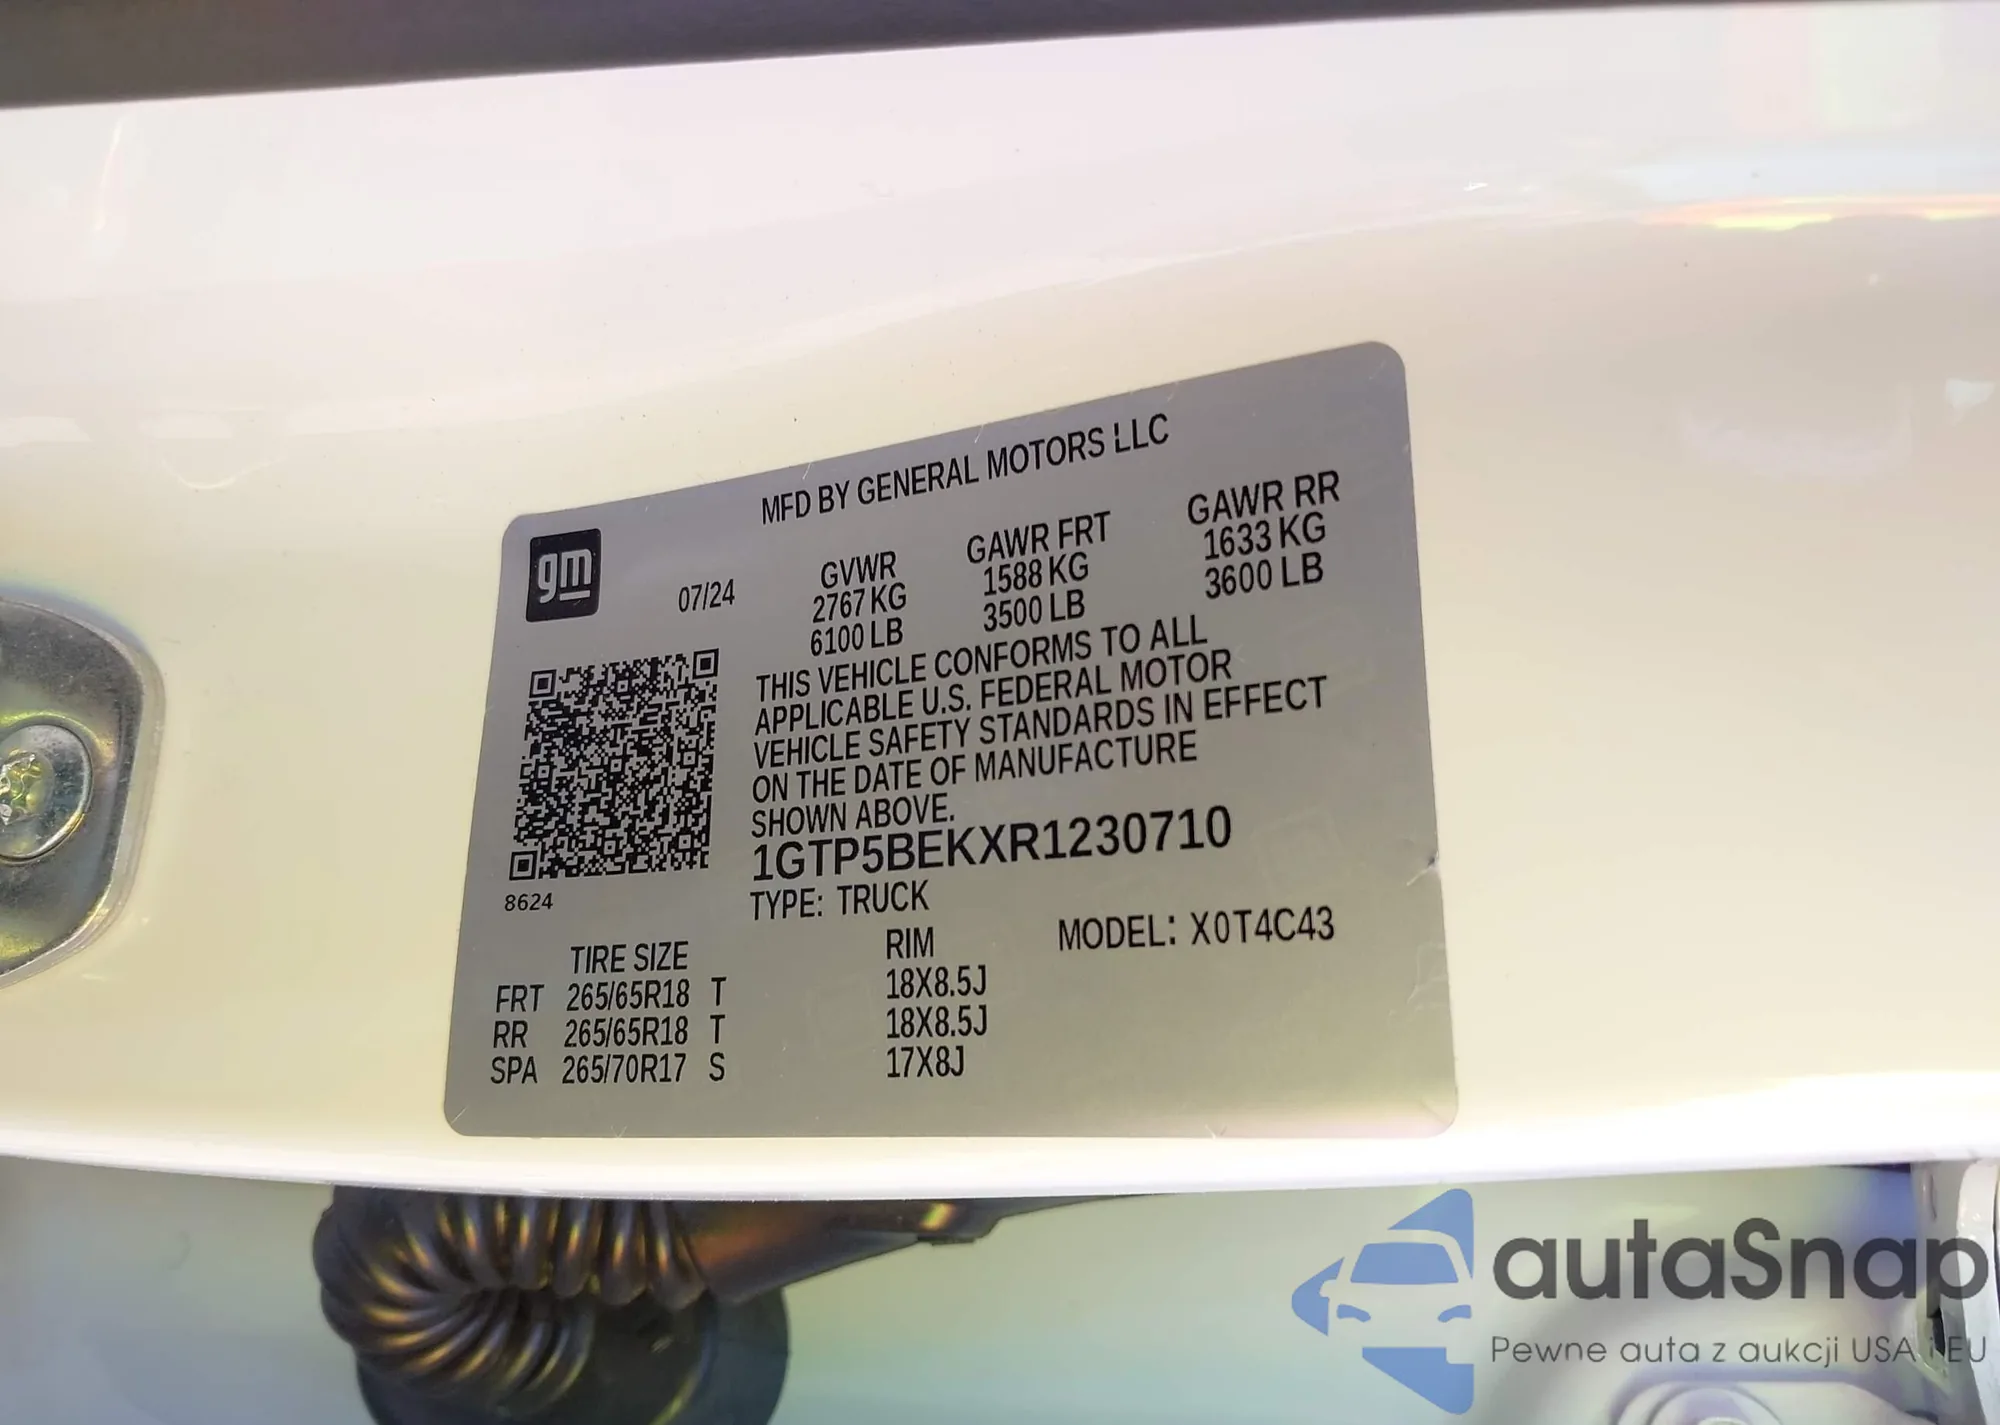 MFD BY GENERAL MOTORS LLC
gm
07/24
GVWR GAWR FRT GAWR RR
2767 KG 1588 KG 1633 KG
6100 LB 3500 LB 3600 LB
THIS VEHICLE CONFORMS TO ALL
APPLICABLE U.S. FEDERAL MOTOR
VEHICLE SAFETY STANDARDS IN EFFECT
ON THE DATE OF MANUFACTURE
SHOWN ABOVE.
1GTP5BEKXR1230710
8624
TYPE: TRUCK
MODEL: X0T4C43
TIRE SIZE RIM
FRT 265/65R18 T 18X8.5J
RR 265/65R18 T 18X8.5J
SPA 265/70R17 S 17X8J
autaSnap
Pewne auta z aukcji USA i EU